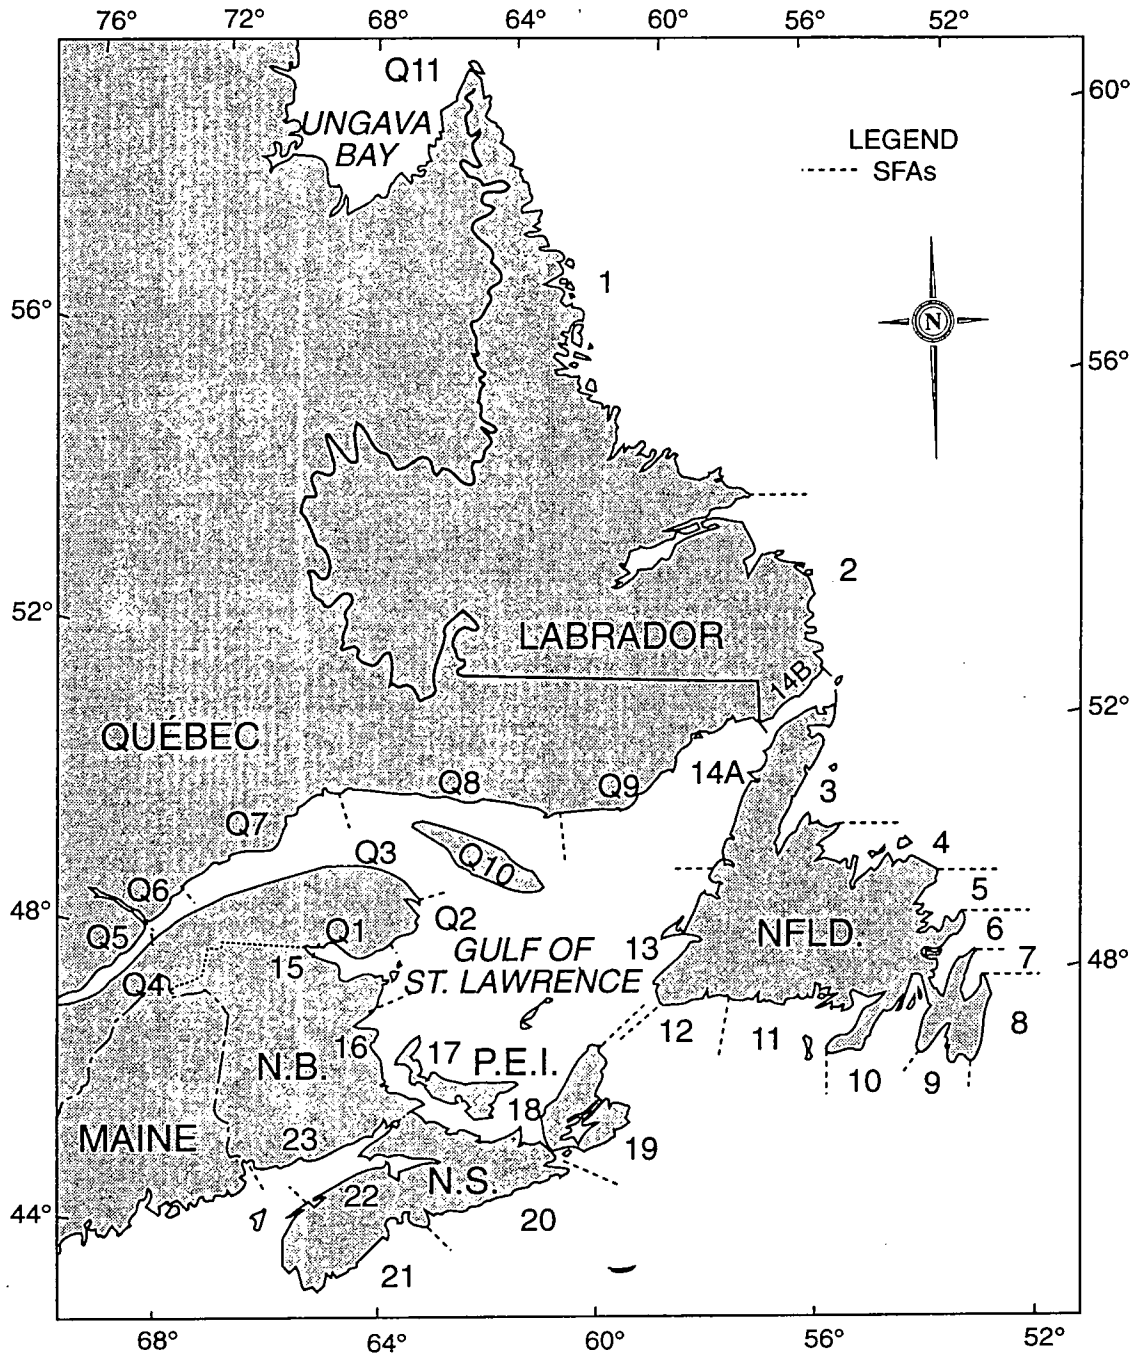 76° 72° 68° 64° 60° 56° 52°
Q11
60°
UNGAVA
BAY
LEGEND
SFAs
1
N
56°
56°
2
52°
LABRADOR
14B
52°
QUÉBEC
14A
Q8
Q9
3
Q7
4
Q3
Q10
5
Q6
48°
Q2
6
Q5
Q1
GULF OF
13
NFLD.
7
48°
15
ST. LAWRENCE
Q4
12
11
8
16
17
P.E.I.
N.B.
10
9
18
MAINE
23
19
N.S.
22
44°
20
21
68° 64° 60° 56° 52°